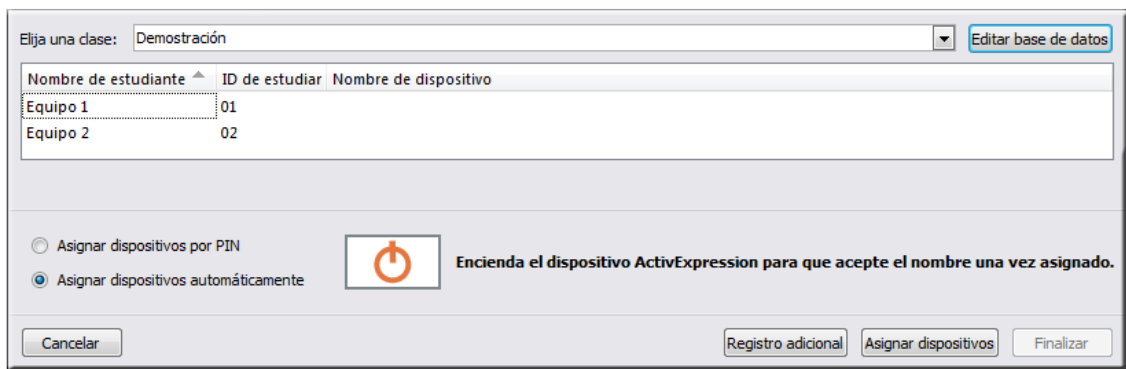 Elija una clase: Demostración Editar base de datos
Nombre de estudiante ID de estudiar Nombre de dispositivo
Equipo 1 01
Equipo 2 02
Asignar dispositivos por PIN
Asignar dispositivos automáticamente
Encienda el dispositivo ActivExpression para que acepte el nombre una vez asignado.
Cancelar Registro adicional Asignar dispositivos Finalizar